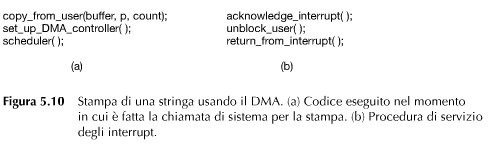 copy_from_user(buffer, p, count);
set_up_DMA_controller( );
scheduler( );
(a)
acknowledge_interrupt( );
unblock_user( );
return_from_interrupt( );
(b)
Figura 5.10 Stampa di una stringa usando il DMA. (a) Codice eseguito nel momento
in cui è fatta la chiamata di sistema per la stampa. (b) Procedura di servizio
degli interrupt.